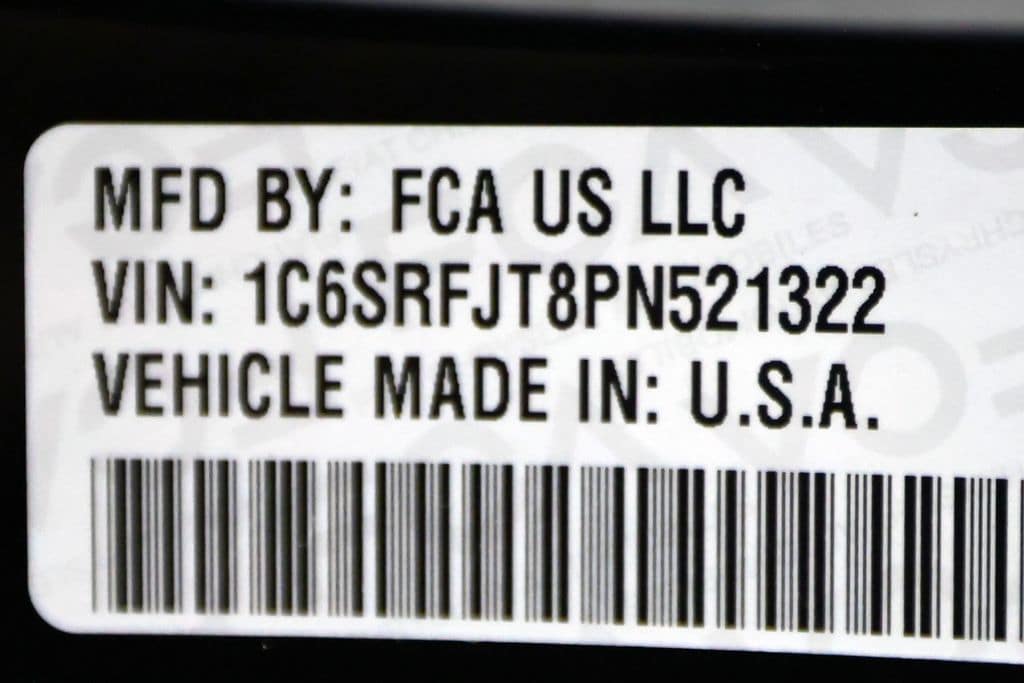 MFD BY: FCA US LLC
VIN: 1C6SRFJT8PN521322
VEHICLE MADE IN: U.S.A.